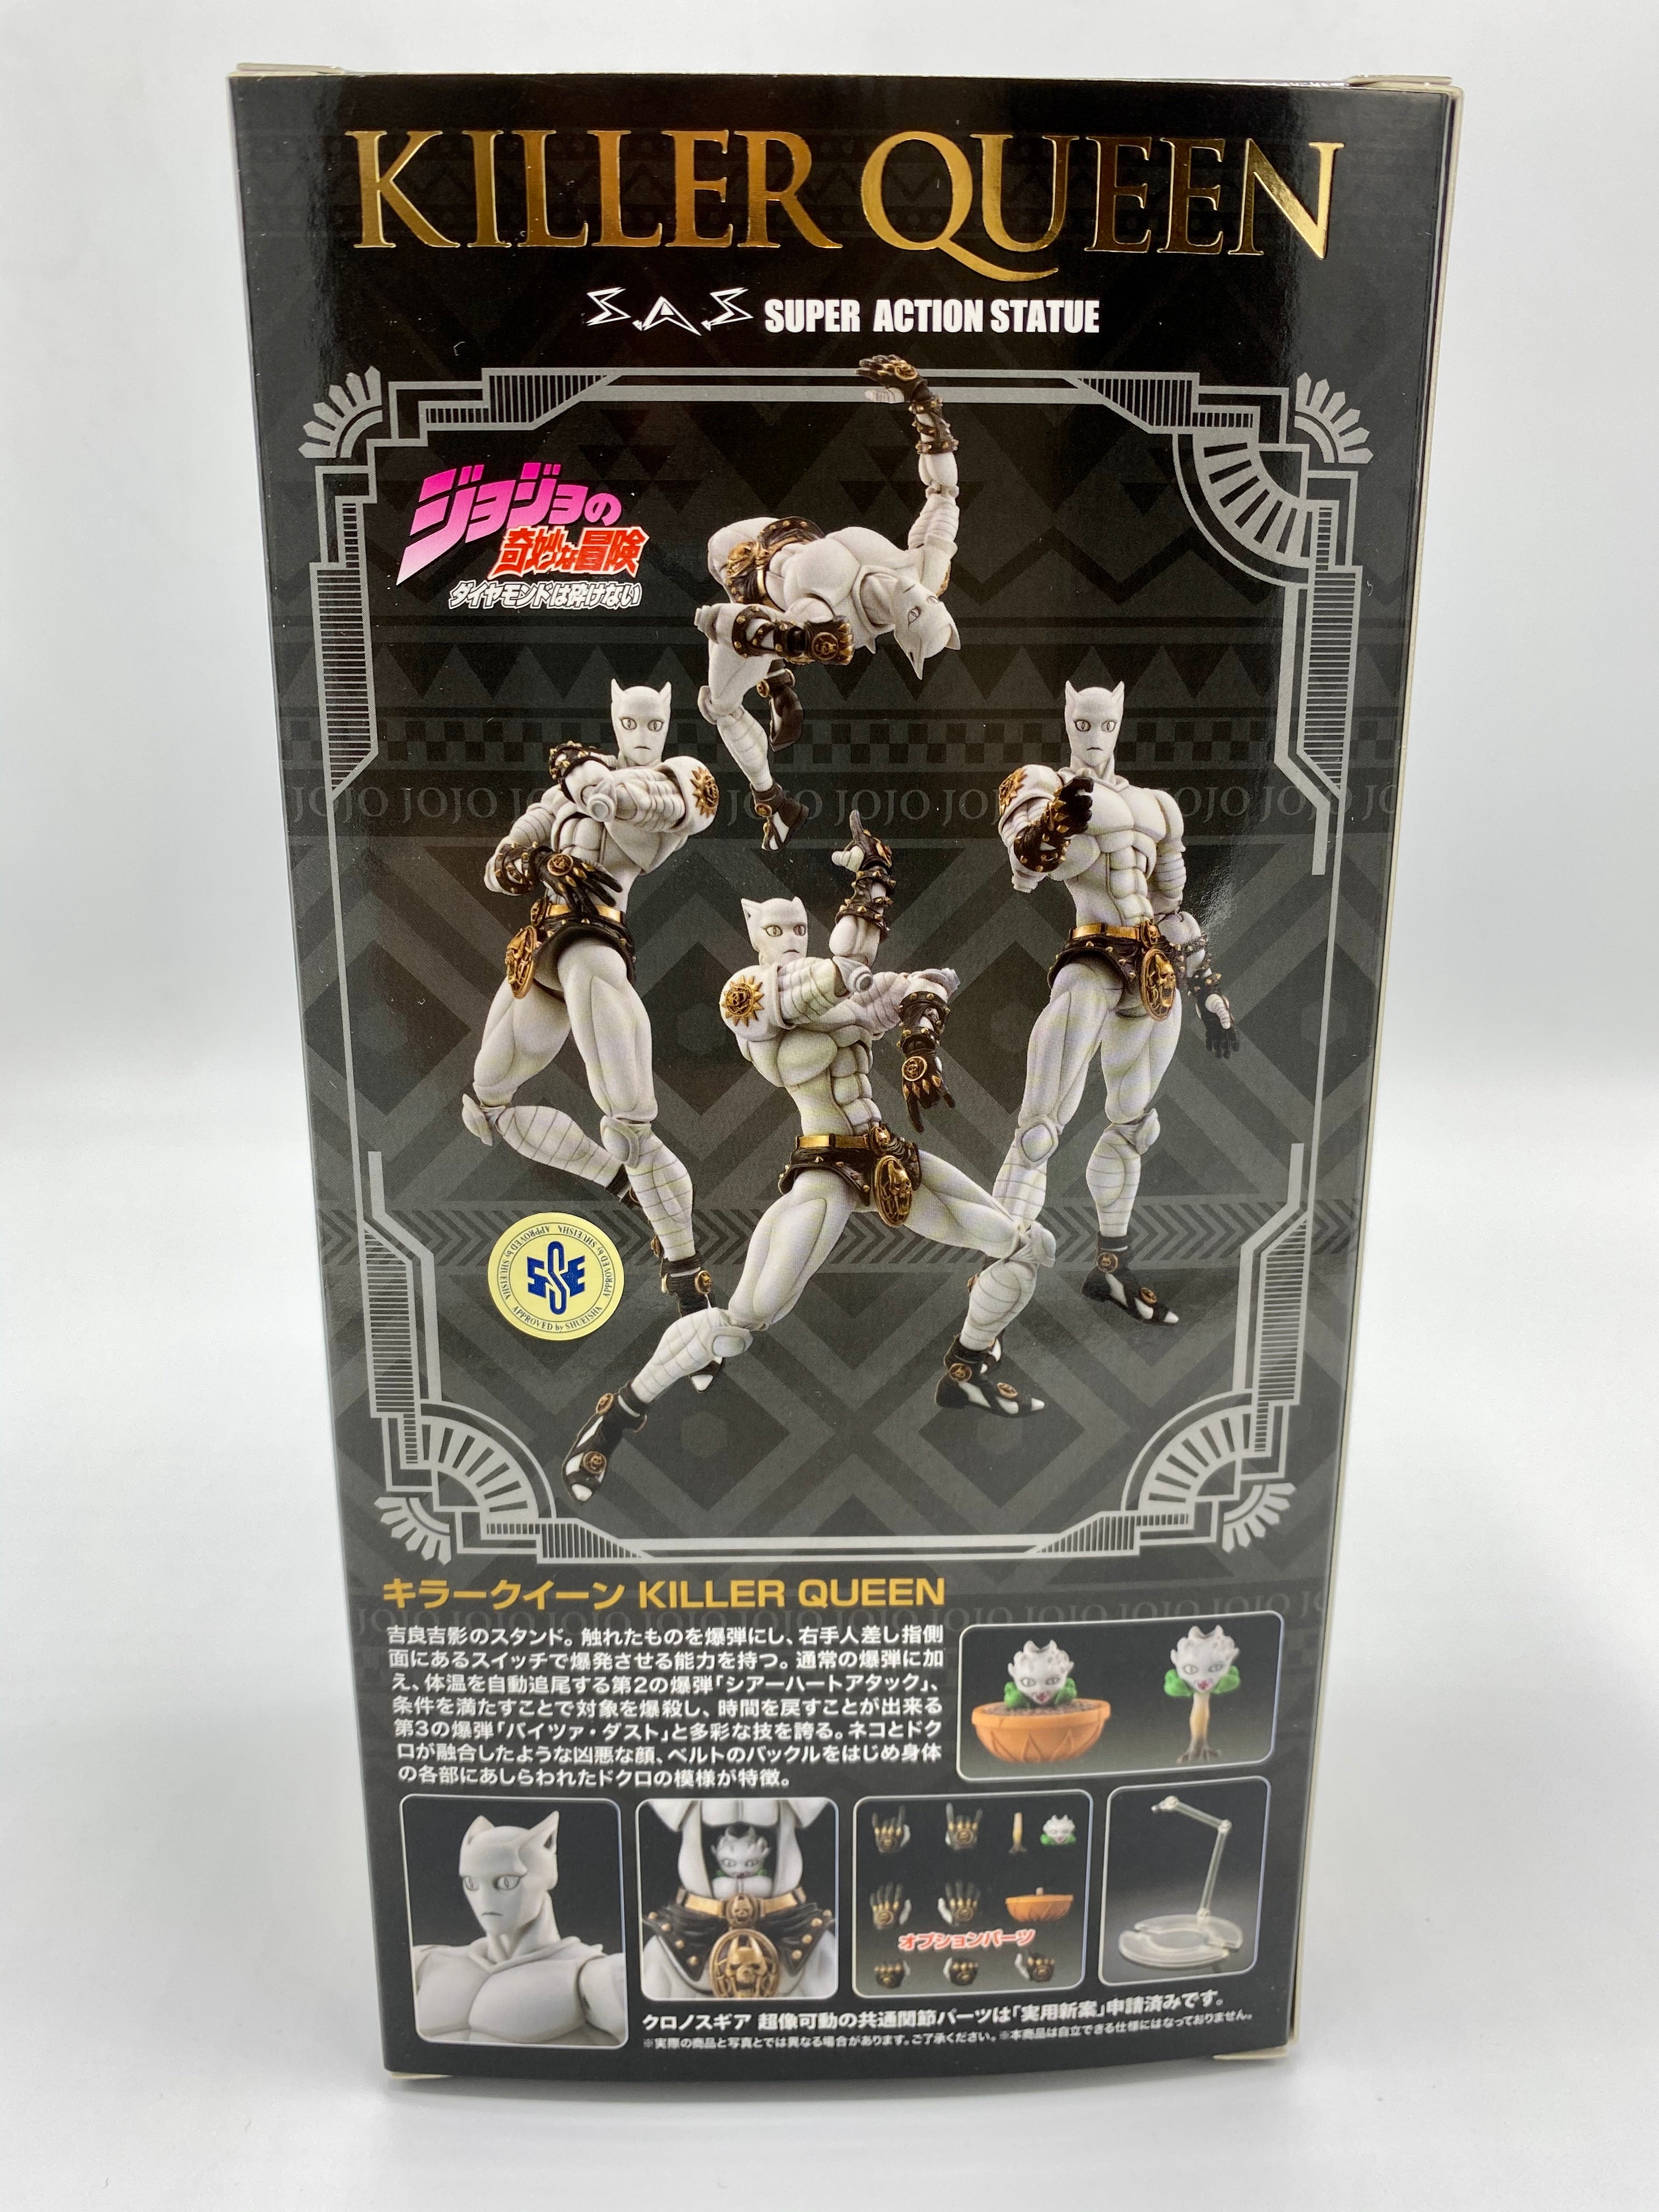 KILLER QUEEN
S.A.S SUPER ACTION STATUE
ジョジョの
奇妙な冒険
ダイヤモンドは砕けない
JOJO JOJO JOJO JOJO JOJO JOJO
APPROVED by SHUEISHA APPROVED by SHUEISHA APPROVED by SHUEISHA
SSE
キラークイーン KILLER QUEEN
吉良吉影のスタンド。触れたものを爆弾にし、右手人差し指側
面にあるスイッチで爆発させる能力を持つ。通常の爆弾に加
え、体温を自動追尾する第2の爆弾「シアーハートアタック」、
条件を満たすことで対象を爆殺し、時間を戻すことが出来る
第3の爆弾「バイツァ・ダスト」と多彩な技を誇る。ネコとドク
ロが融合したような凶悪な顔、ベルトのバックルをはじめ身体
の各部にあしらわれたドクロの模様が特徴。
オプションパーツ
クロノスギア 超像可動の共通関節パーツは「実用新案」申請済みです。
※実際の商品と写真とでは異なる場合があります。ご了承ください。※本商品は自立できる仕様にはなっておりません。